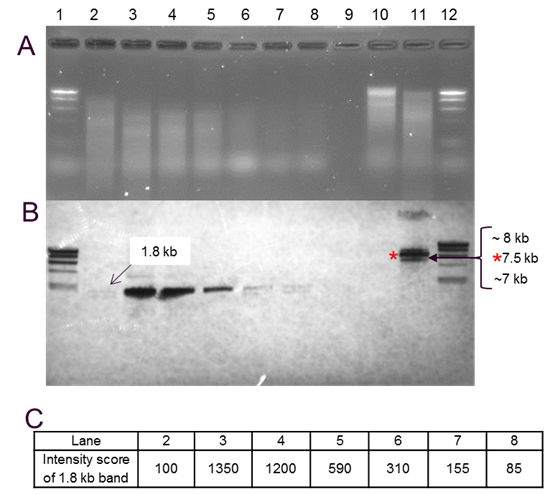 1 2 3 4 5 6 7 8 9 10 11 12
A
B
1.8 kb
*
~ 8 kb
*7.5 kb
~7 kb
C
Lane 2 3 4 5 6 7 8
Intensity score of 1.8 kb band 100 1350 1200 590 310 155 85